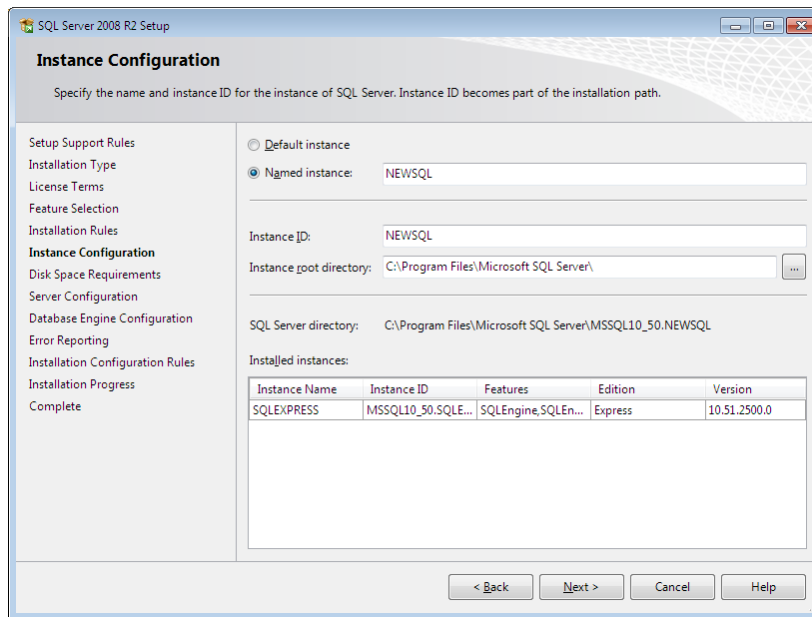 SQL Server 2008 R2 Setup
Instance Configuration
Specify the name and instance ID for the instance of SQL Server. Instance ID becomes part of the installation path.
Setup Support Rules
Installation Type
License Terms
Feature Selection
Installation Rules
Instance Configuration
Disk Space Requirements
Server Configuration
Database Engine Configuration
Error Reporting
Installation Configuration Rules
Installation Progress
Complete
Default instance
Named instance: NEWSQL
Instance ID: NEWSQL
Instance root directory: C:\Program Files\Microsoft SQL Server\ ...
SQL Server directory: C:\Program Files\Microsoft SQL Server\MSSQL10_50.NEWSQL
Installed instances:
Instance Name Instance ID Features Edition Version
SQLEXPRESS MSSQL10_50.SQLE... SQLEngine,SQLEn... Express 10.51.2500.0
< Back Next > Cancel Help